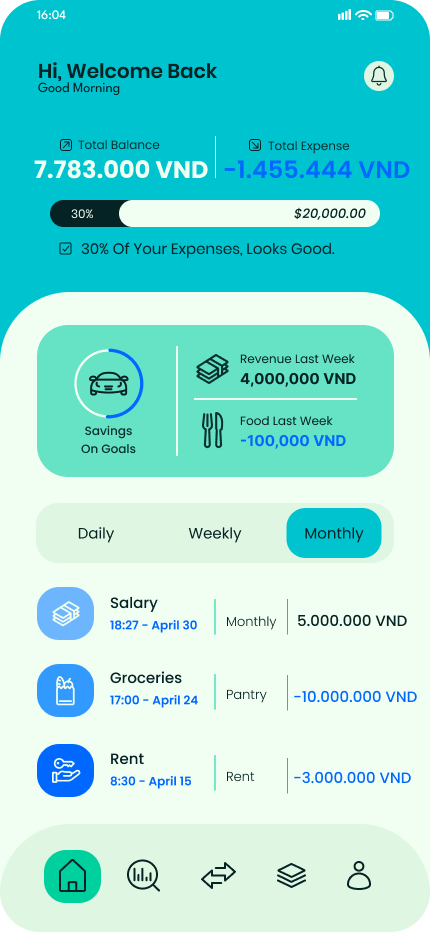 16:04
Hi, Welcome Back
Good Morning
Total Balance
7.783.000 VND
Total Expense
-1.455.444 VND
30%
$20,000.00
30% Of Your Expenses, Looks Good.
Savings
On Goals
Revenue Last Week
4,000,000 VND
Food Last Week
-100,000 VND
Daily
Weekly
Monthly
Salary
18:27 - April 30
Monthly
5.000.000 VND
Groceries
17:00 - April 24
Pantry
-10.000.000 VND
Rent
8:30 - April 15
Rent
-3.000.000 VND